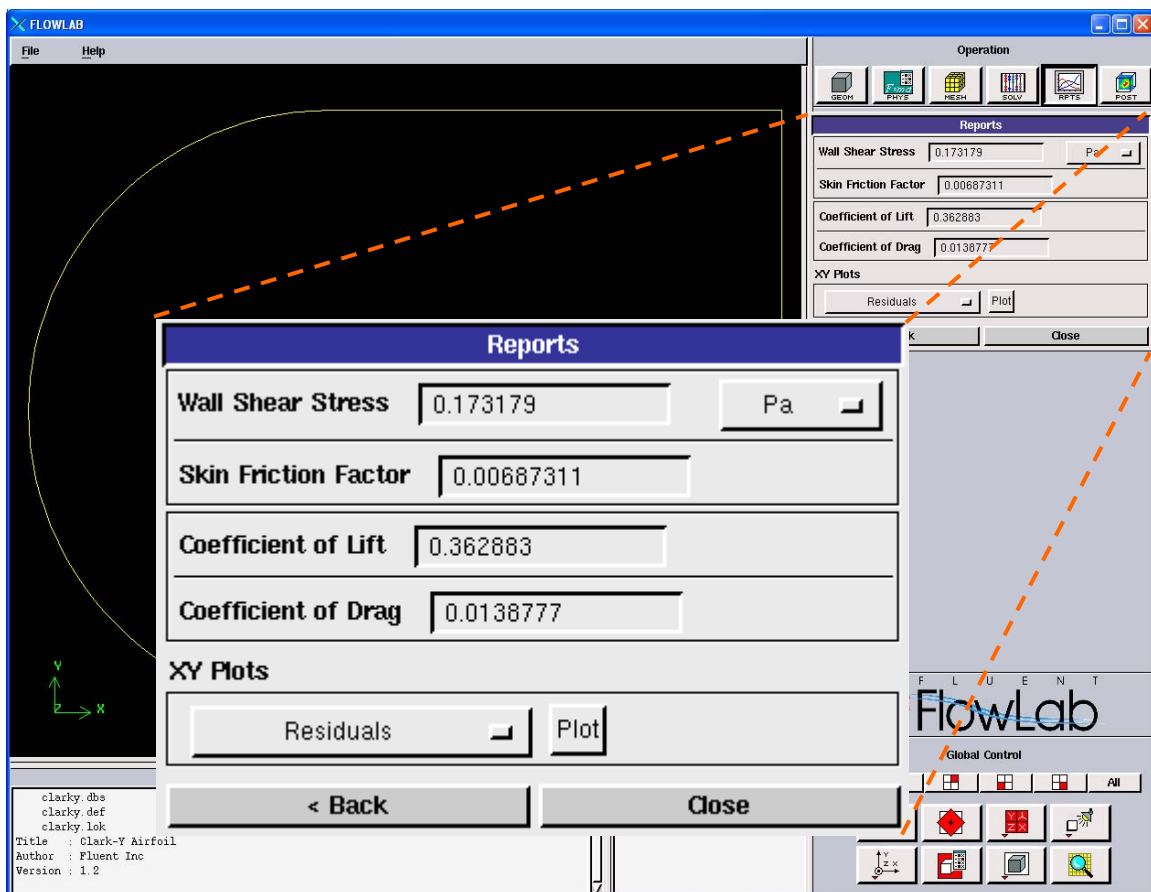 FLOWLAB
File Help
Operation
GEOM PHYS MESH SOLV RPTS POST
Reports
Wall Shear Stress 0.173179 Pa
Skin Friction Factor 0.00687311
Coefficient of Lift 0.362883
Coefficient of Drag 0.0138777
XY Plots
Residuals Plot
k Close
Reports
Wall Shear Stress 0.173179 Pa
Skin Friction Factor 0.00687311
Coefficient of Lift 0.362883
Coefficient of Drag 0.0138777
XY Plots
Residuals Plot
< Back Close
Y
Z X
FLUENT
FlowLab
Global Control
All
clarky.dbs
clarky.def
clarky.lok
Title : Clark-Y Airfoil
Author : Fluent Inc
Version : 1.2